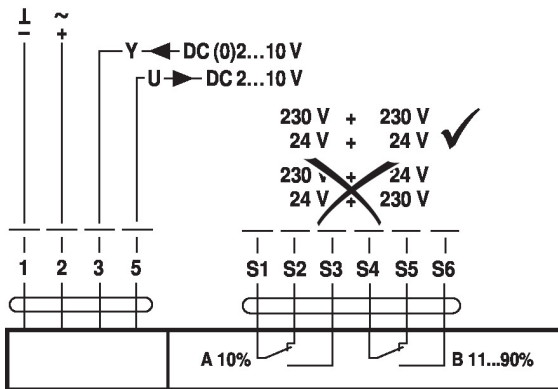 ⊥ ~
− +
Y DC (0)2...10 V
U DC 2...10 V
230 V + 230 V
24 V + 24 V
230 V + 24 V
24 V + 230 V
1 2 3 5 S1 S2 S3 S4 S5 S6
A 10% B 11...90%